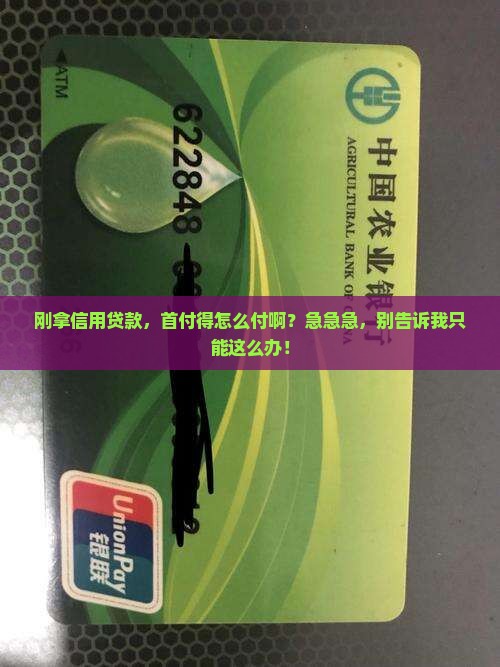 ATM
622848
中国农业银行
AGRICULTURAL BANK OF
刚拿信用贷款，首付得怎么付啊？急急急，别告诉我只
能这么办！
UnionPay
银联